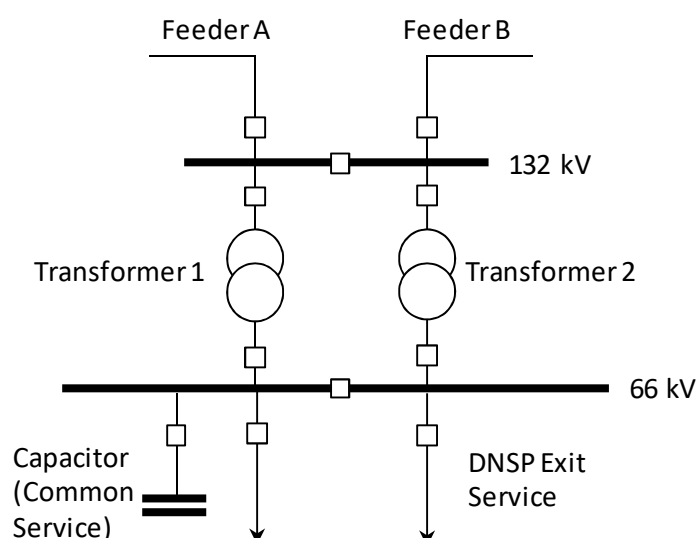 Feeder A
Feeder B
132 kV
Transformer 1
Transformer 2
66 kV
Capacitor
(Common
Service)
DNSP Exit
Service